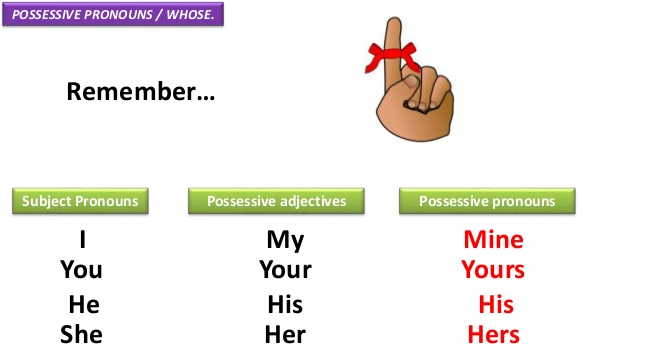 POSSESSIVE PRONOUNS / WHOSE.
Remember...
Subject Pronouns Possessive adjectives Possessive pronouns
I My Mine
You Your Yours
He His His
She Her Hers